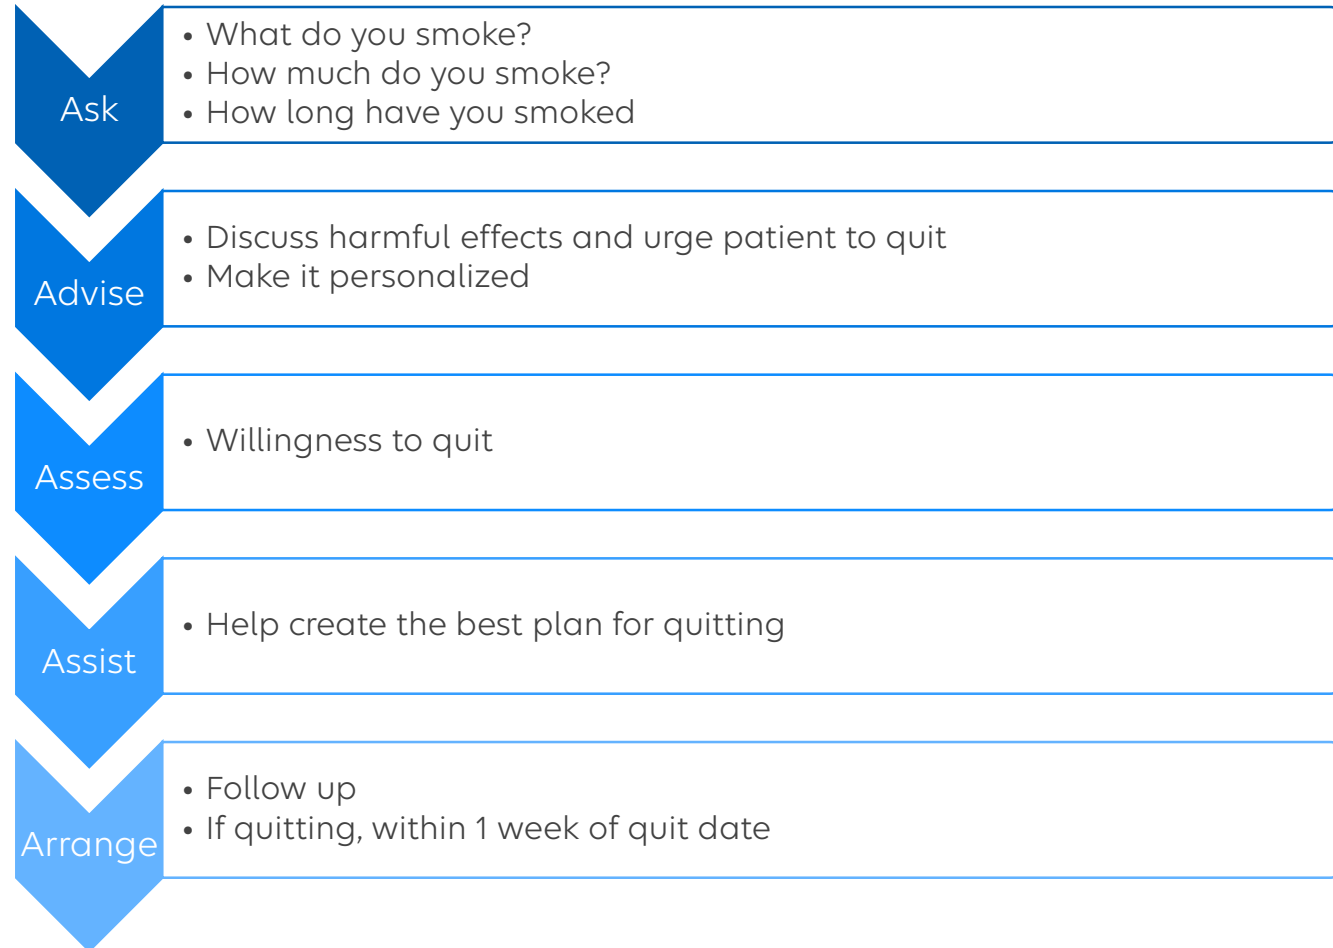 Ask
• What do you smoke?
• How much do you smoke?
• How long have you smoked
Advise
• Discuss harmful effects and urge patient to quit
• Make it personalized
Assess
• Willingness to quit
Assist
• Help create the best plan for quitting
Arrange
• Follow up
• If quitting, within 1 week of quit date